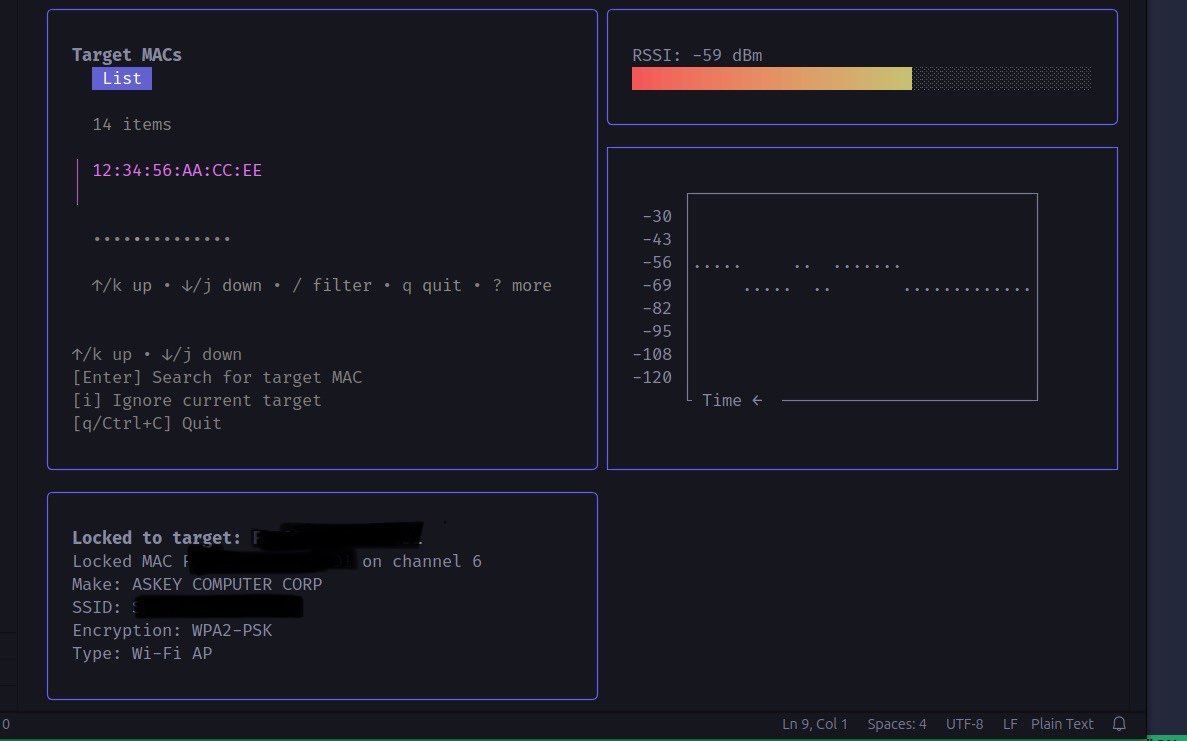 Target MACs
List
14 items
12:34:56:AA:CC:EE
••••••••••••••
↑/k up • ↓/j down • / filter • q quit • ? more
↑/k up • ↓/j down
[Enter] Search for target MAC
[i] Ignore current target
[q/Ctrl+C] Quit
RSSI: -59 dBm
-30
-43
-56
-69
-82
-95
-108
-120
Time ←
Locked to target:
Locked MAC on channel 6
Make: ASKEY COMPUTER CORP
SSID:
Encryption: WPA2-PSK
Type: Wi-Fi AP
0
Ln 9, Col 1 Spaces: 4 UTF-8 LF Plain Text